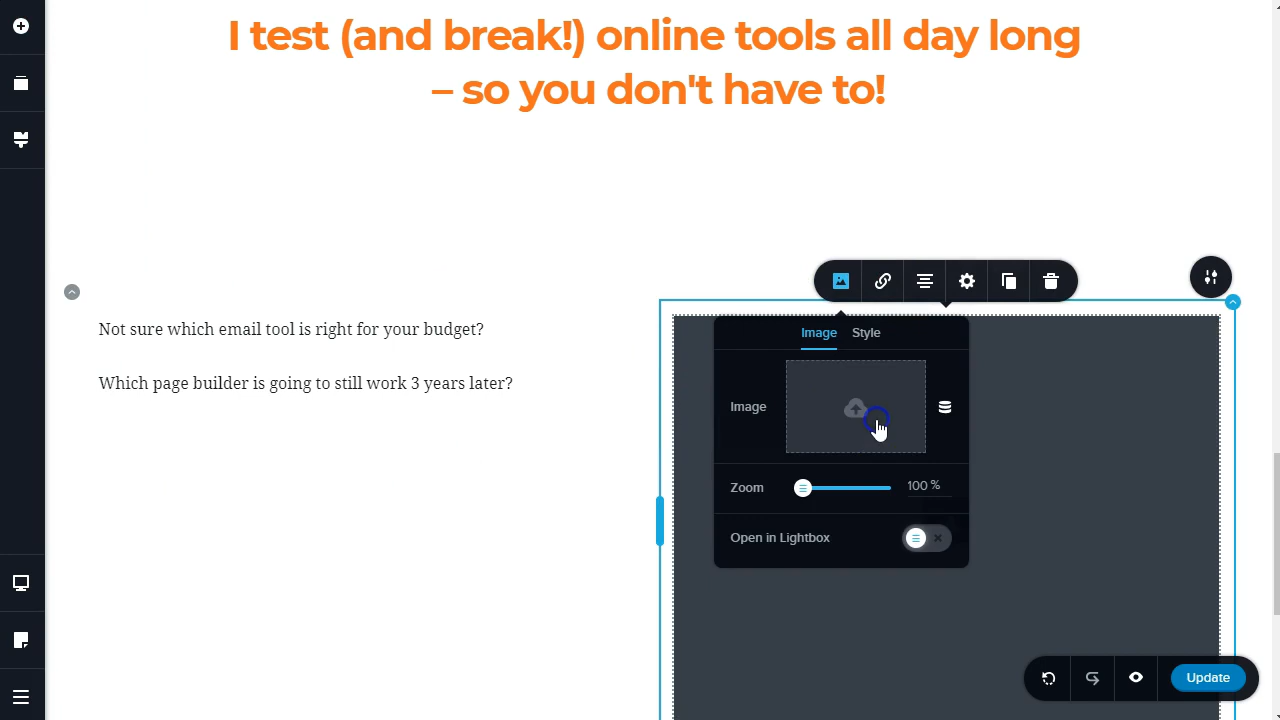 I test (and break!) online tools all day long
– so you don't have to!
Not sure which email tool is right for your budget?
Which page builder is going to still work 3 years later?
Image Style
Image
Zoom 100 %
Open in Lightbox
Update